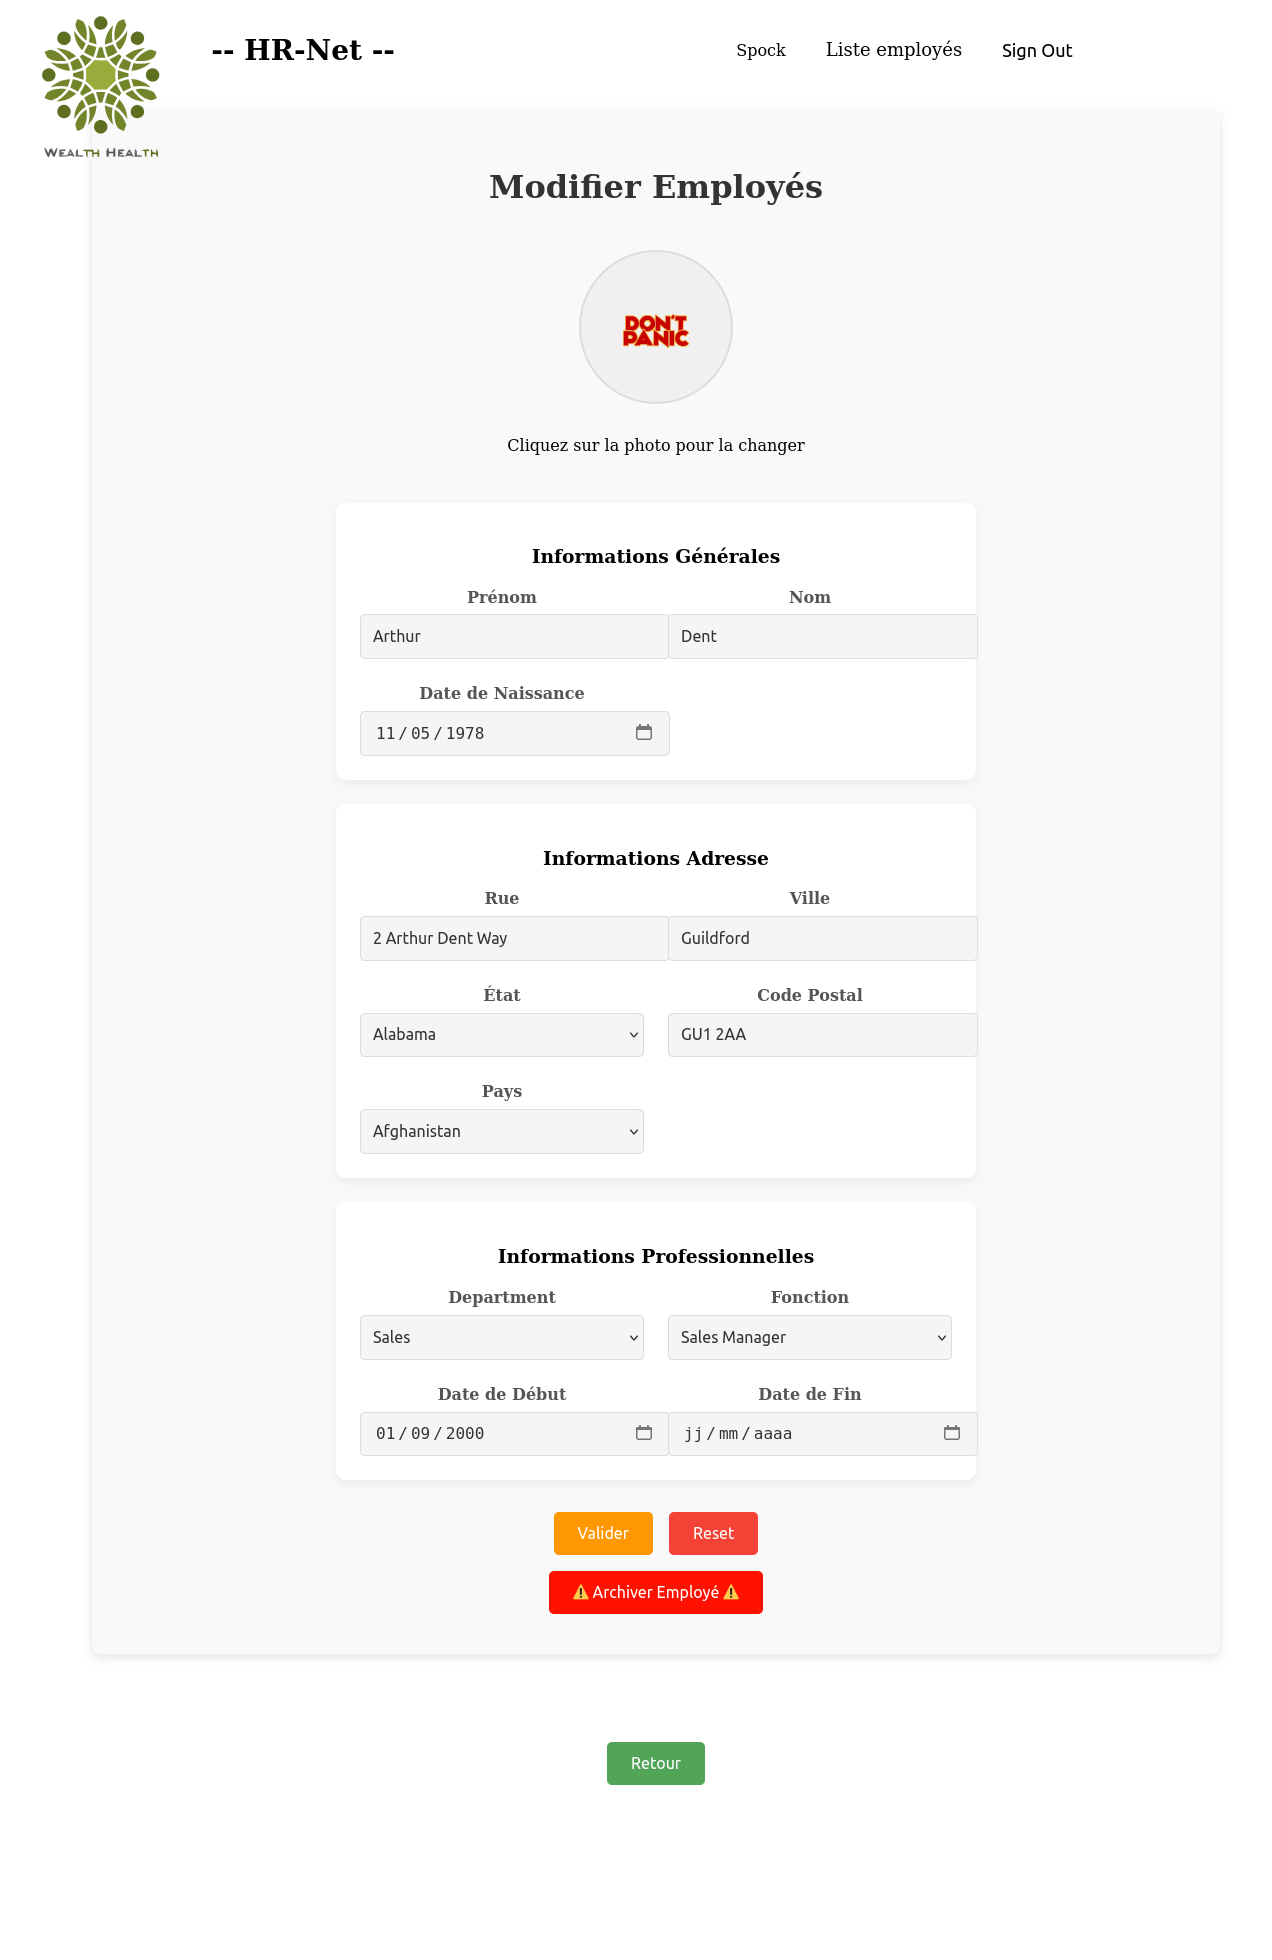 -- HR-Net --
Spock
Liste employés
Sign Out
WEALTH HEALTH
Modifier Employés
DON'T
PANIC
Cliquez sur la photo pour la changer
Informations Générales
Prénom Nom
Arthur Dent
Date de Naissance
11/05/1978
Informations Adresse
Rue Ville
2 Arthur Dent Way Guildford
État Code Postal
Alabama GU1 2AA
Pays
Afghanistan
Informations Professionnelles
Department Fonction
Sales Sales Manager
Date de Début Date de Fin
01/09/2000 jj/mm/aaaa
Valider Reset
⚠️ Archiver Employé ⚠️
Retour